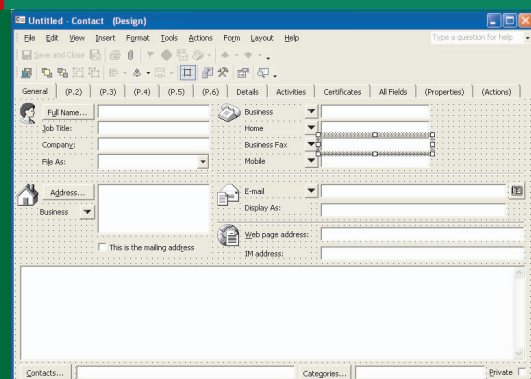 Untitled - Contact (Design)
File Edit View Insert Format Tools Actions Form Layout Help Type a question for help
Save and Close
General (P.2) (P.3) (P.4) (P.5) (P.6) Details Activities Certificates All Fields (Properties) (Actions)
Full Name... Business
Job Title: Home
Company: Business Fax
File As: Mobile
Address... E-mail
Business Display As:
Web page address:
This is the mailing address
IM address:
Contacts... Categories... Private